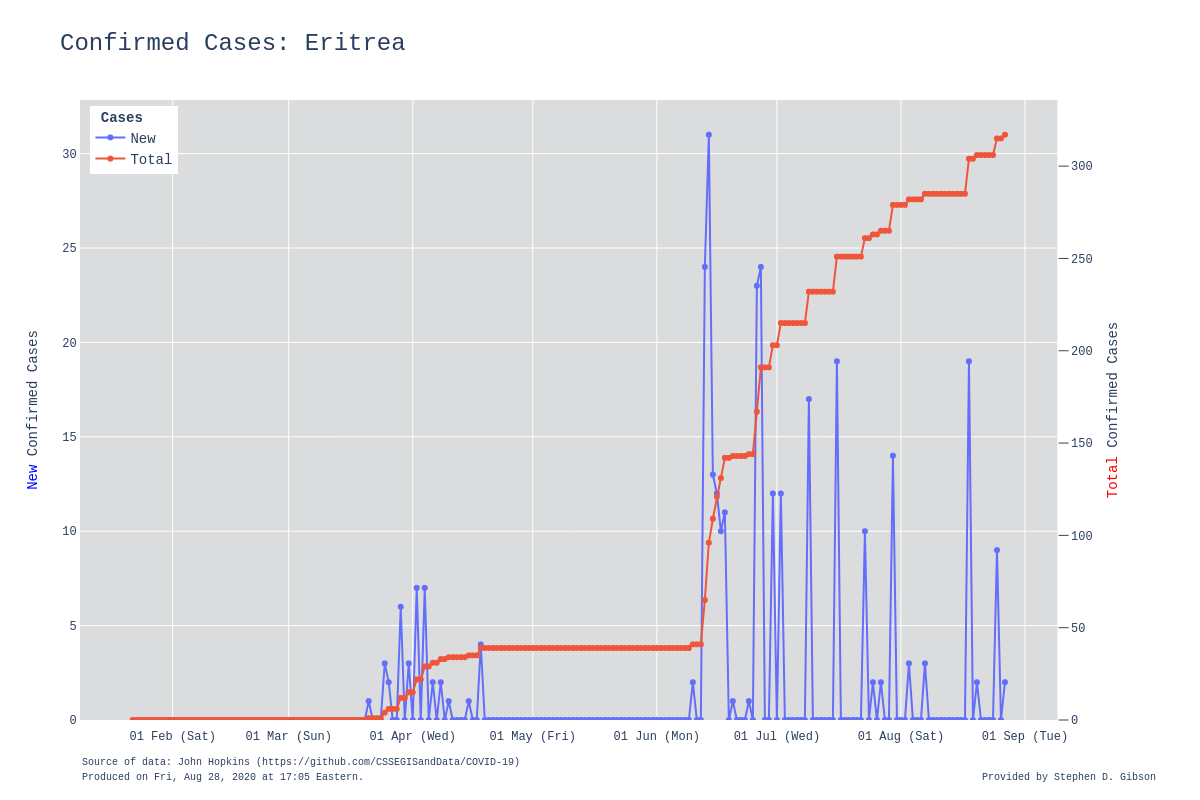 Confirmed Cases: Eritrea
Cases
New
Total
30
25
20
15
10
5
0
300
250
200
150
100
50
0
New Confirmed Cases
Total Confirmed Cases
01 Feb (Sat) 01 Mar (Sun) 01 Apr (Wed) 01 May (Fri) 01 Jun (Mon) 01 Jul (Wed) 01 Aug (Sat) 01 Sep (Tue)
Source of data: John Hopkins (https://github.com/CSSEGISandData/COVID-19)
Produced on Fri, Aug 28, 2020 at 17:05 Eastern.
Provided by Stephen D. Gibson